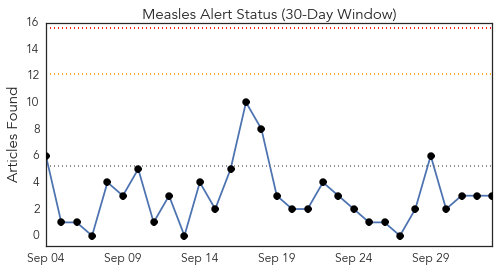 Measles Alert Status (30-Day Window)
Articles Found
16
14
12
10
8
6
4
2
0
Sep 04
Sep 09
Sep 14
Sep 19
Sep 24
Sep 29